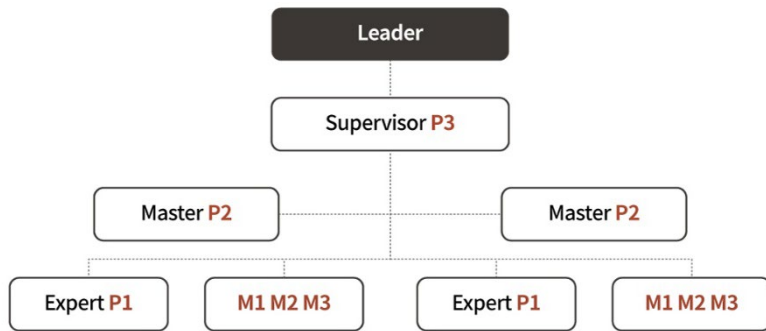 Leader
Supervisor P3
Master P2
Master P2
Expert P1
M1 M2 M3
Expert P1
M1 M2 M3